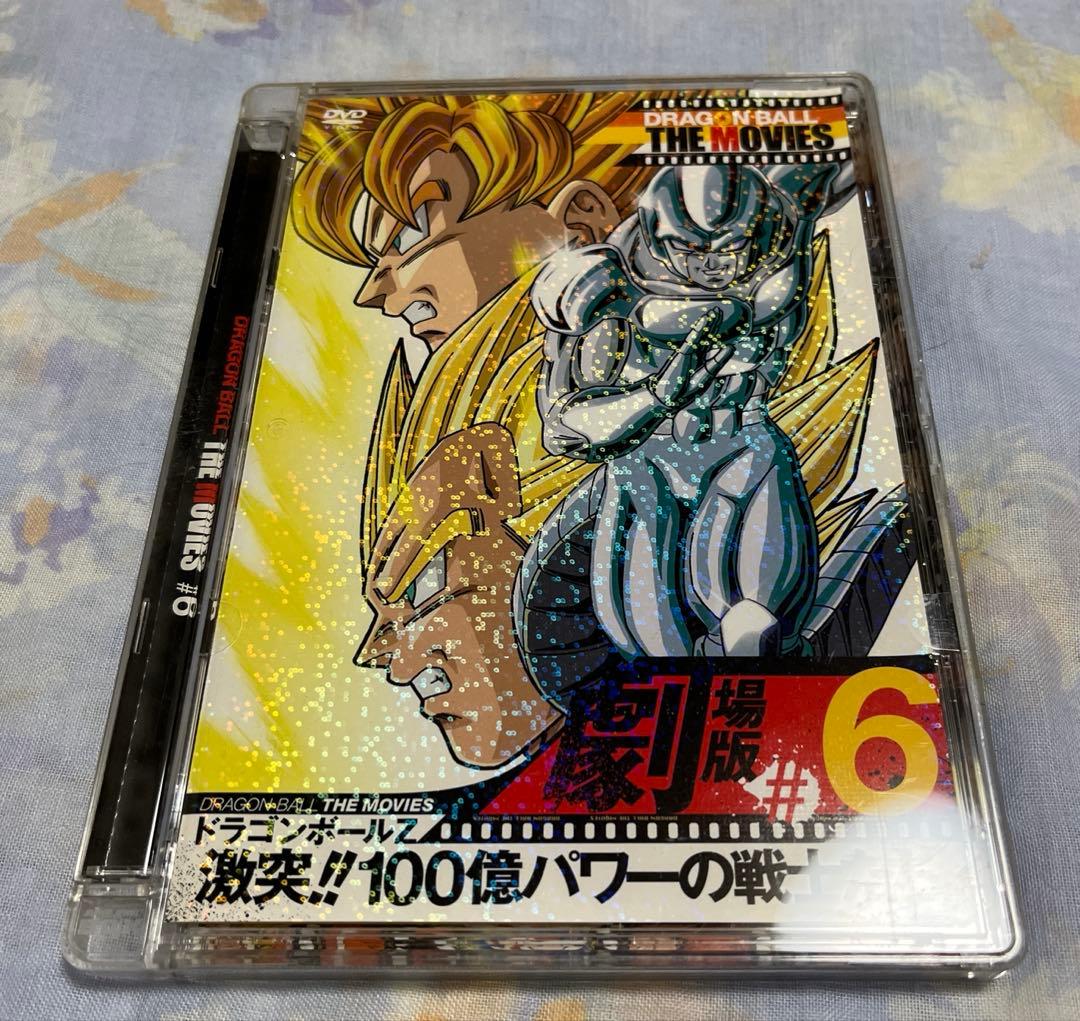 DVD
VIDEO
DRAGON BALL
THE MOVIES
DRAGON BALL THE MOVIES #6
劇場版 #6
DRAGON BALL THE MOVIES
ドラゴンボールZ
激突!!100億パワーの戦士